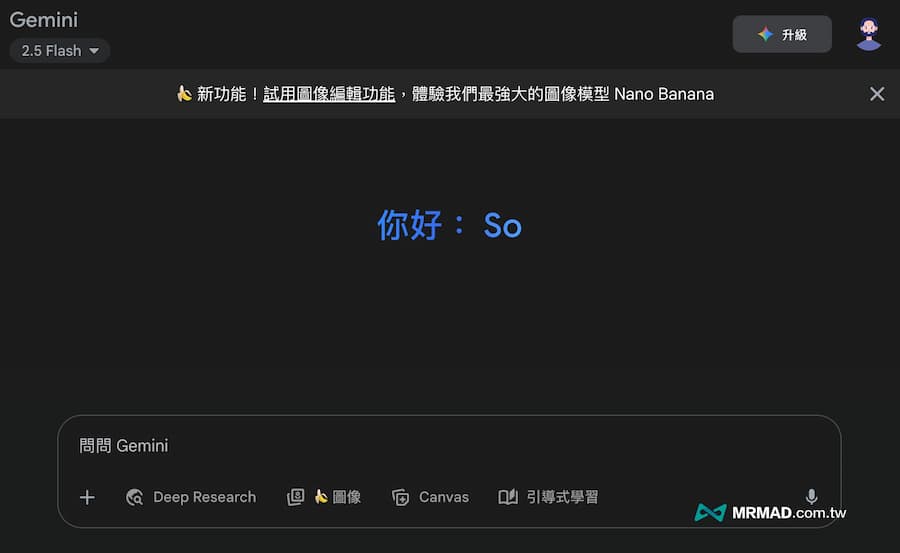 Gemini
2.5 Flash
升級
新功能！試用圖像編輯功能，體驗我們最強大的圖像模型 Nano Banana
你好： So
問問 Gemini
Deep Research 圖像 Canvas 引導式學習
MRMAD.com.tw